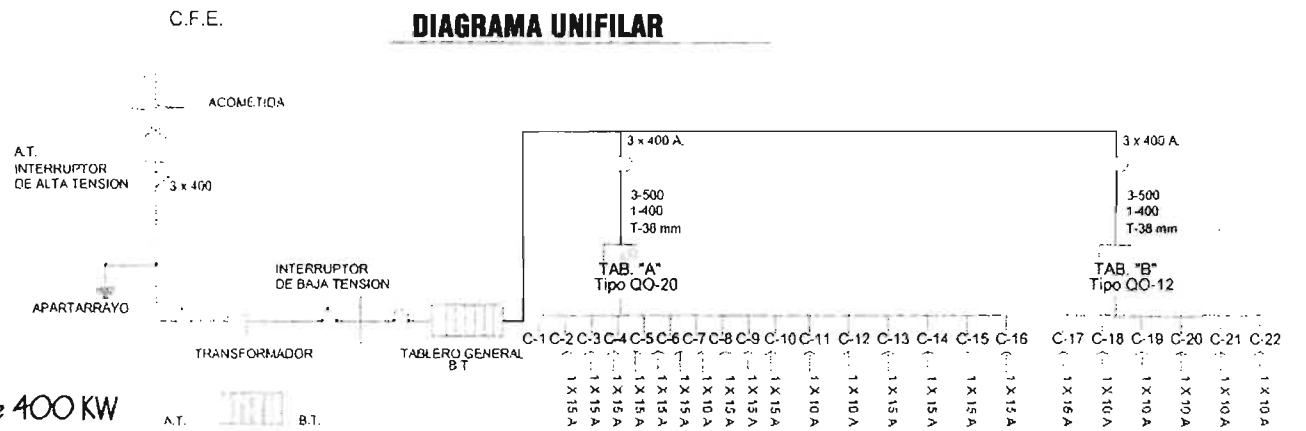 C.F.E.
DIAGRAMA UNIFILAR
ACOMETIDA
A.T.
INTERRUPTOR
DE ALTA TENSION
3 x 400
APARTARRAYO
TRANSFORMADOR
INTERRUPTOR
DE BAJA TENSION
TABLERO GENERAL
B T
3 x 400 A.
3-500
1-400
T-38 mm
TAB. "A"
Tipo QO-20
3 x 400 A.
3-500
1-400
T-38 mm
TAB. "B"
Tipo QO-12
C-1 C-2 C-3 C-4 C-5 C-6 C-7 C-8 C-9 C-10 C-11 C-12 C-13 C-14 C-15 C-16
C-17 C-18 C-19 C-20 C-21 C-22
1 X 15 A
1 X 15 A
1 X 15 A
1 X 15 A
1 X 15 A
1 X 10 A
1 X 15 A
1 X 15 A
1 X 15 A
1 X 10 A
1 X 10 A
1 X 15 A
1 X 15 A
1 X 15 A
1 X 15 A
1 X 10 A
1 X 10 A
1 X 10 A
1 X 10 A
1 X 10 A
400 KW
A.T.
B.T.